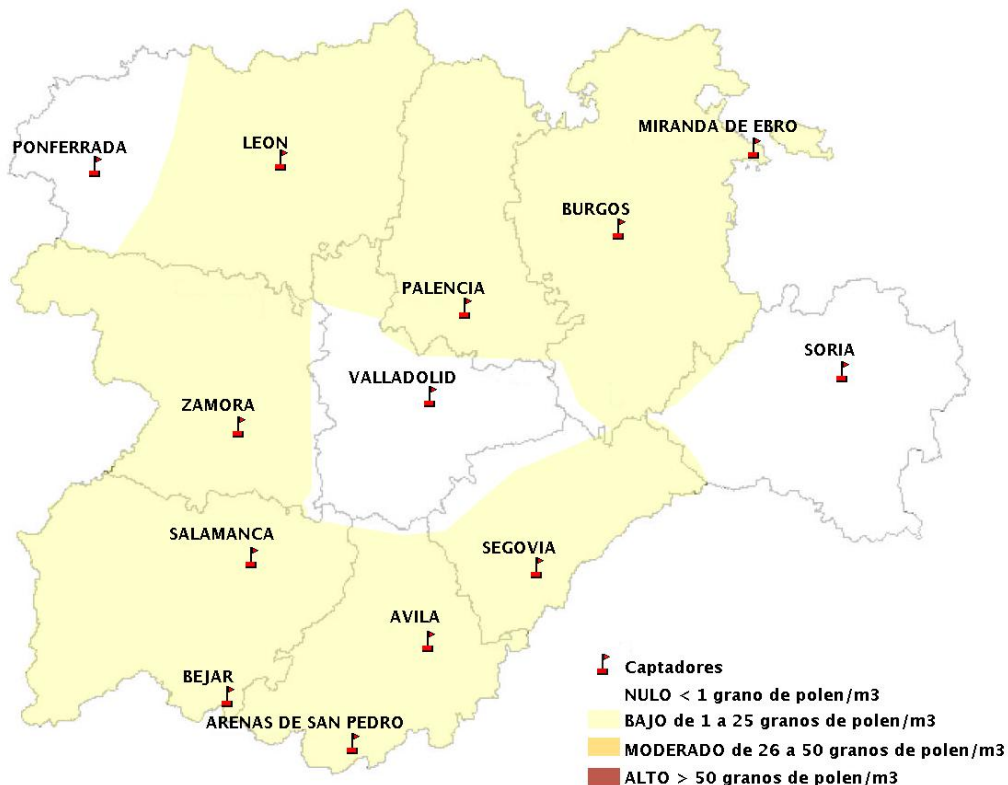 MIRANDA DE EBRO
PONFERRADA
LEON
BURGOS
PALENCIA
SORIA
VALLADOLID
ZAMORA
SALAMANCA
SEGOVIA
AVILA
BEJAR
ARENAS DE SAN PEDRO
Captadores
NULO < 1 grano de polen/m3
BAJO de 1 a 25 granos de polen/m3
MODERADO de 26 a 50 granos de polen/m3
ALTO > 50 granos de polen/m3